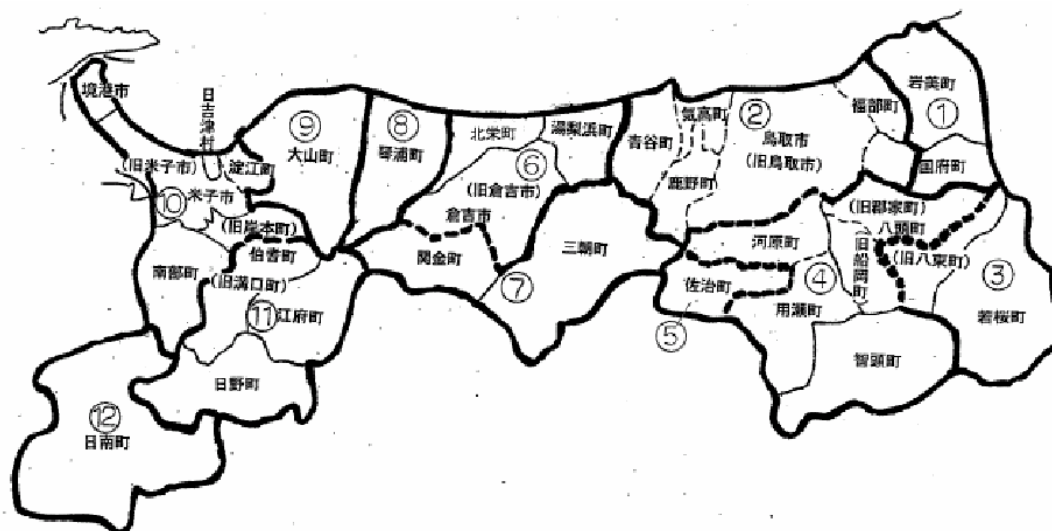 境港市
日吉津村
(旧米子市)
淀江町
⑩
米子市
(旧岸本町)
伯耆町
(旧溝口町)
南部町
⑪
江府町
日野町
⑫
日南町
⑨
大山町
⑧
琴浦町
北栄町
湯梨浜町
⑥
(旧倉吉市)
倉吉市
関金町
三朝町
⑦
青谷町
気高町
鹿野町
②
鳥取市
(旧鳥取市)
福部町
岩美町
①
国府町
(旧郡家町)
八頭町
(旧八東町)
旧船岡町
河原町
佐治町
④
用瀬町
⑤
③
若桜町
智頭町